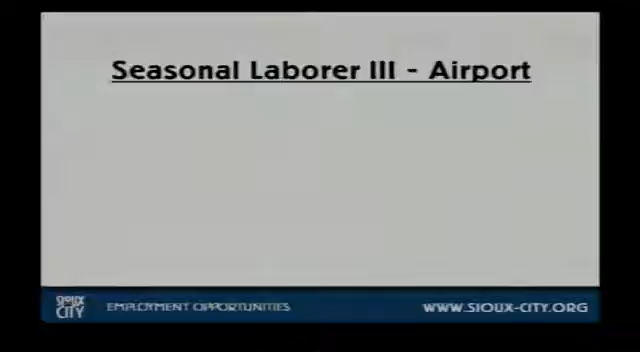 Seasonal Laborer III - Airport
SIOUX
CITY
EMPLOYMENT OPPORTUNITIES
WWW.SIOUX-CITY.ORG